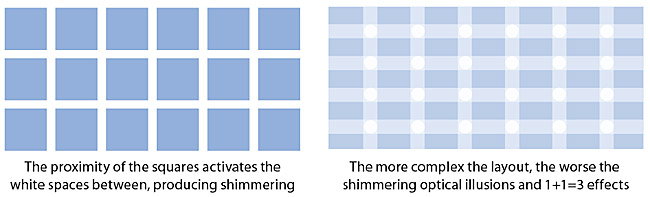 The proximity of the squares activates the
white spaces between, producing shimmering
The more complex the layout, the worse the
shimmering optical illusions and 1+1=3 effects